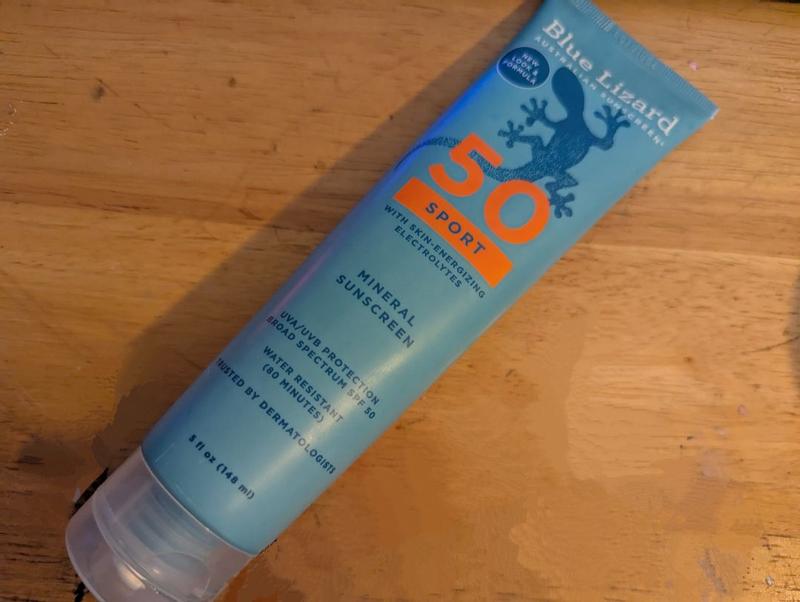 Blue Lizard
AUSTRALIAN SUNSCREEN
NEW
LOOK &
FORMULA
50
SPORT
WITH SKIN-ENERGIZING
ELECTROLYTES
MINERAL
SUNSCREEN
UVA/UVB PROTECTION
BROAD SPECTRUM SPF 50
WATER RESISTANT
(80 MINUTES)
TRUSTED BY DERMATOLOGISTS
5 fl oz (148 ml)